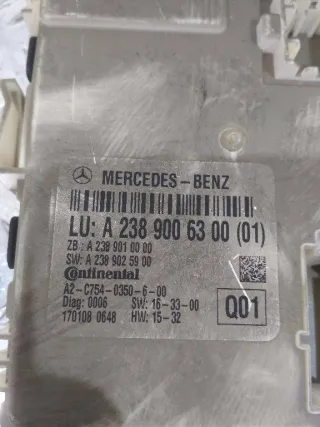 MERCEDES-BENZ
LU: A 238 900 63 00 (01)
ZB: A 238 901 00 00
SW: A 238 902 59 00
Continental
A2-C754-0350-6-00
Diag: 0006 SW: 16-33-00
170108 0648 HW: 15-32
Q01